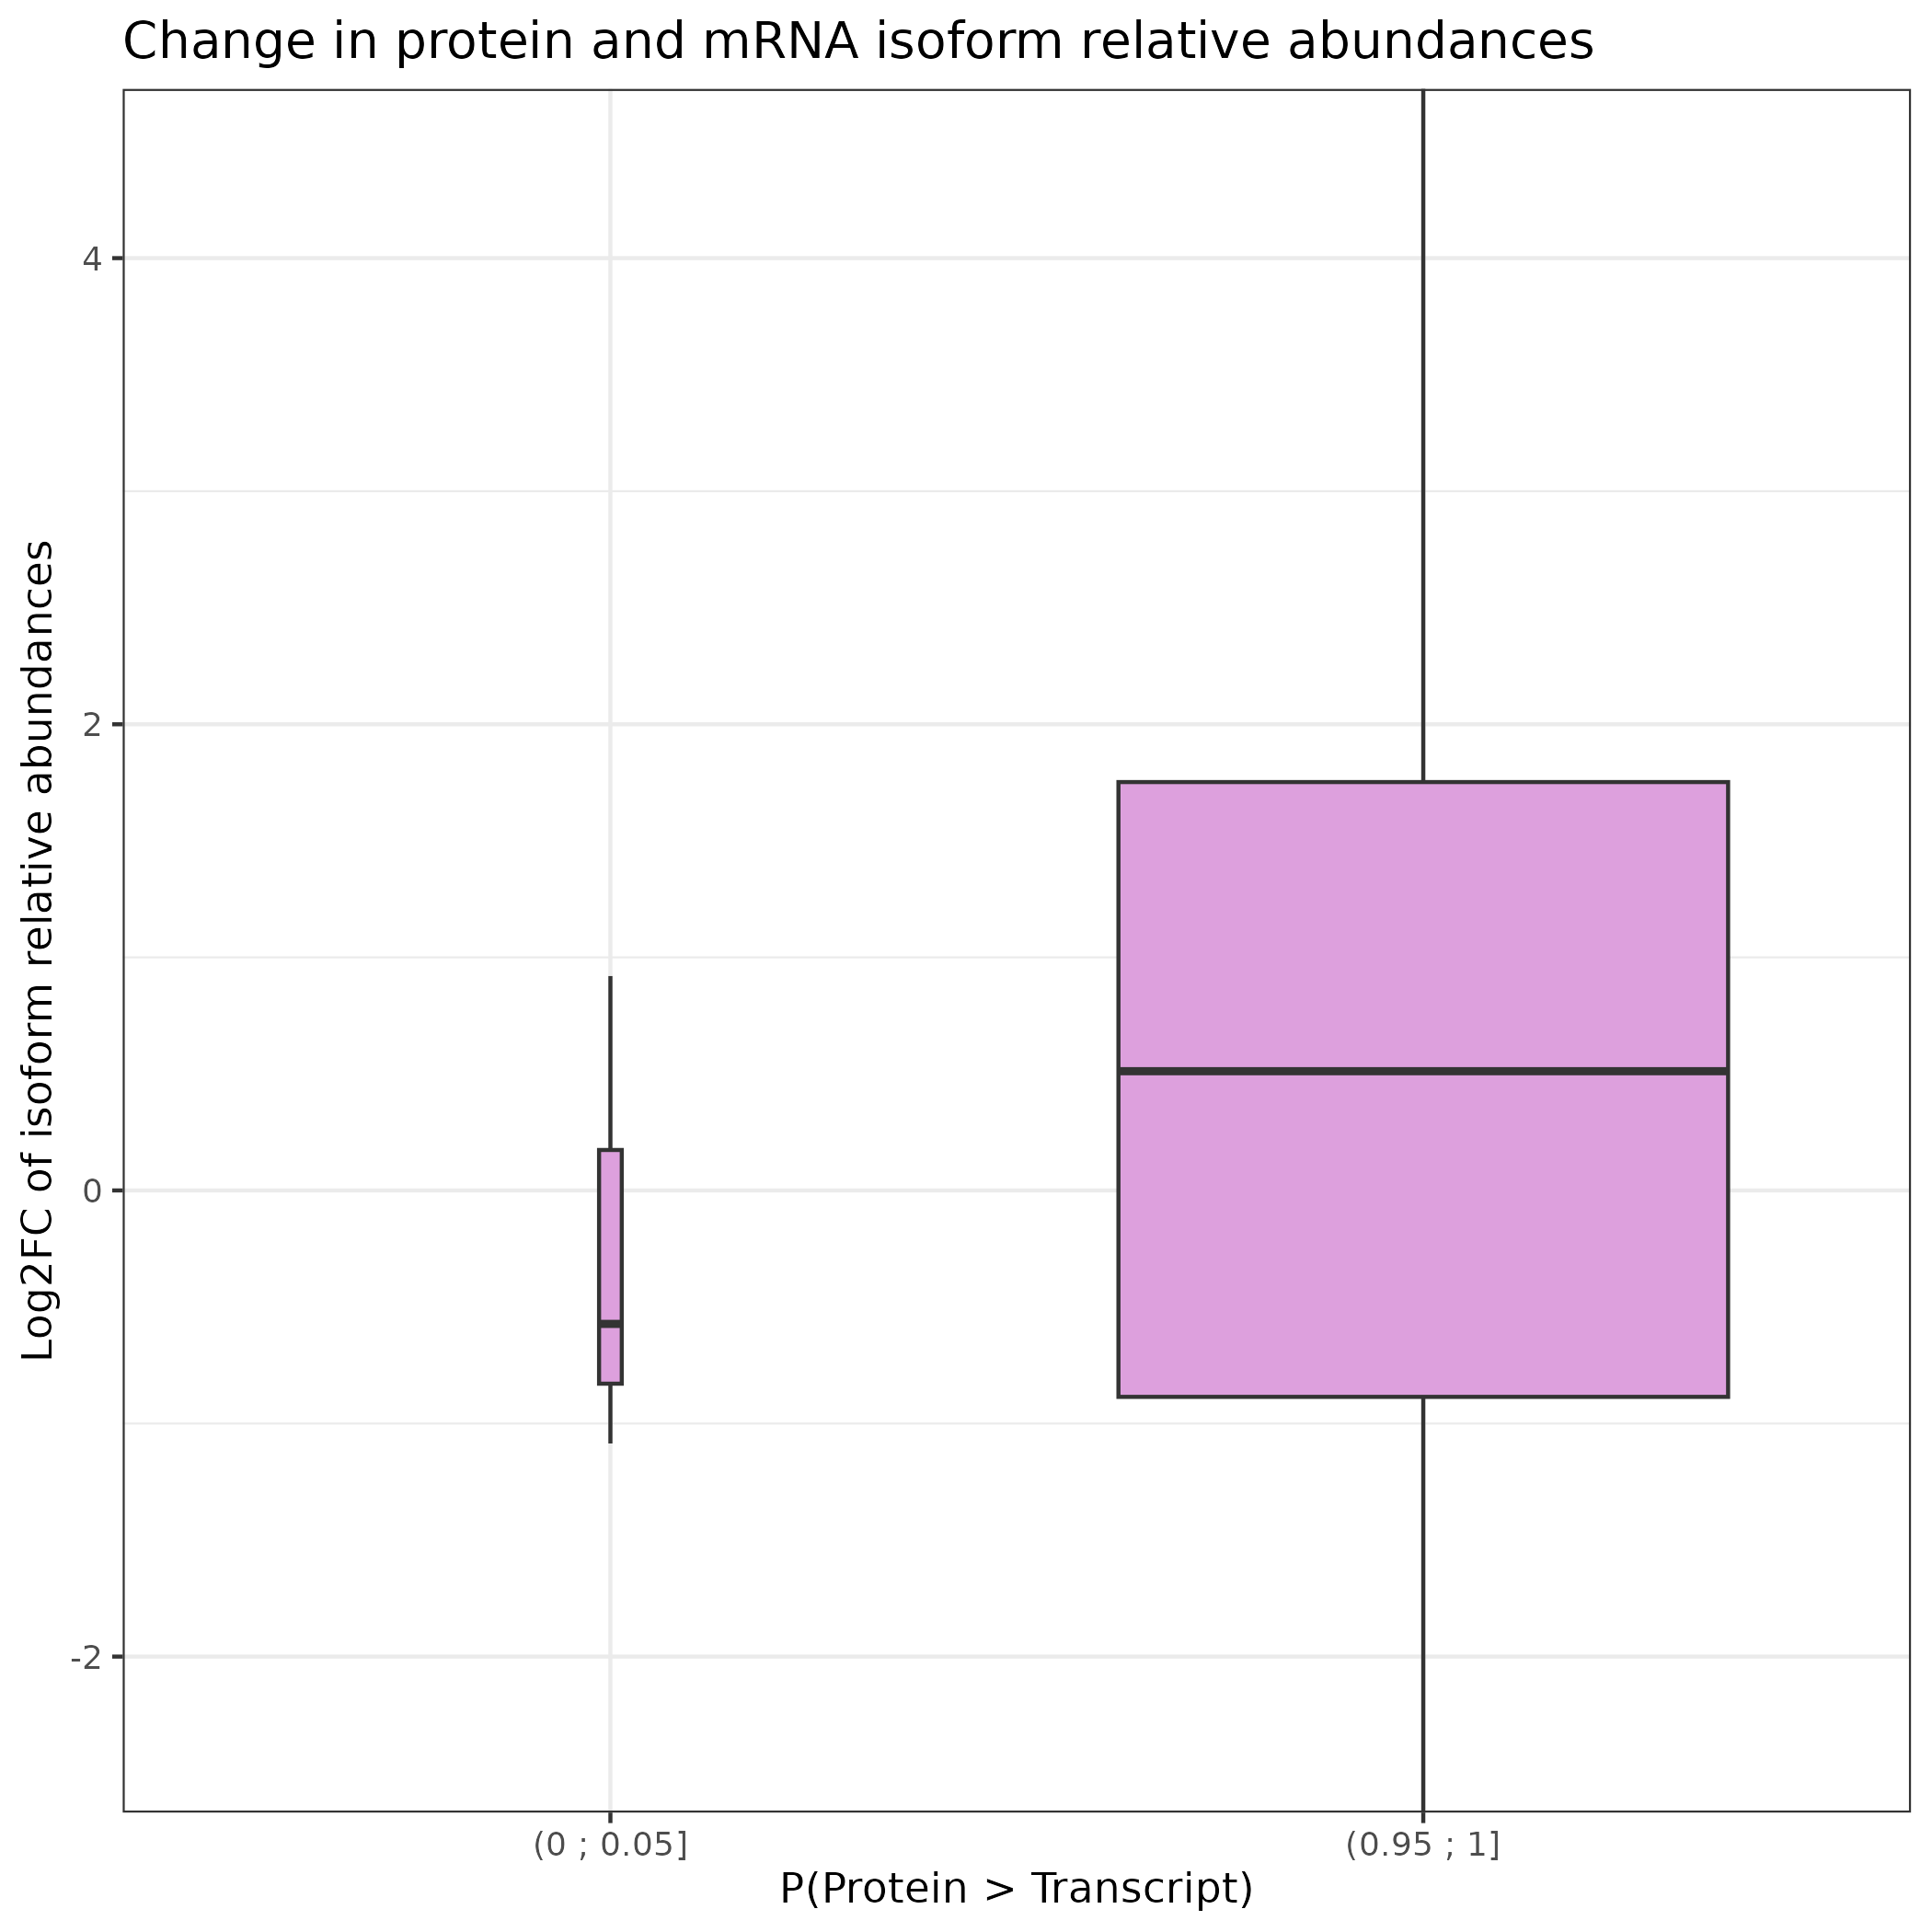 Change in protein and mRNA isoform relative abundances
Log2FC of isoform relative abundances
4
2
0
-2
(0 ; 0.05]
(0.95 ; 1]
P(Protein > Transcript)